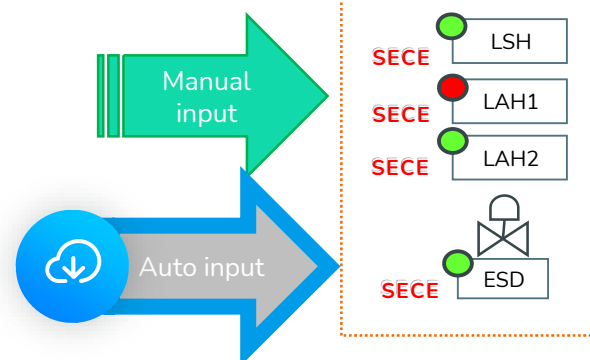 Manual
input
Auto input
LSH
SECE
LAH1
SECE
LAH2
SECE
ESD
SECE